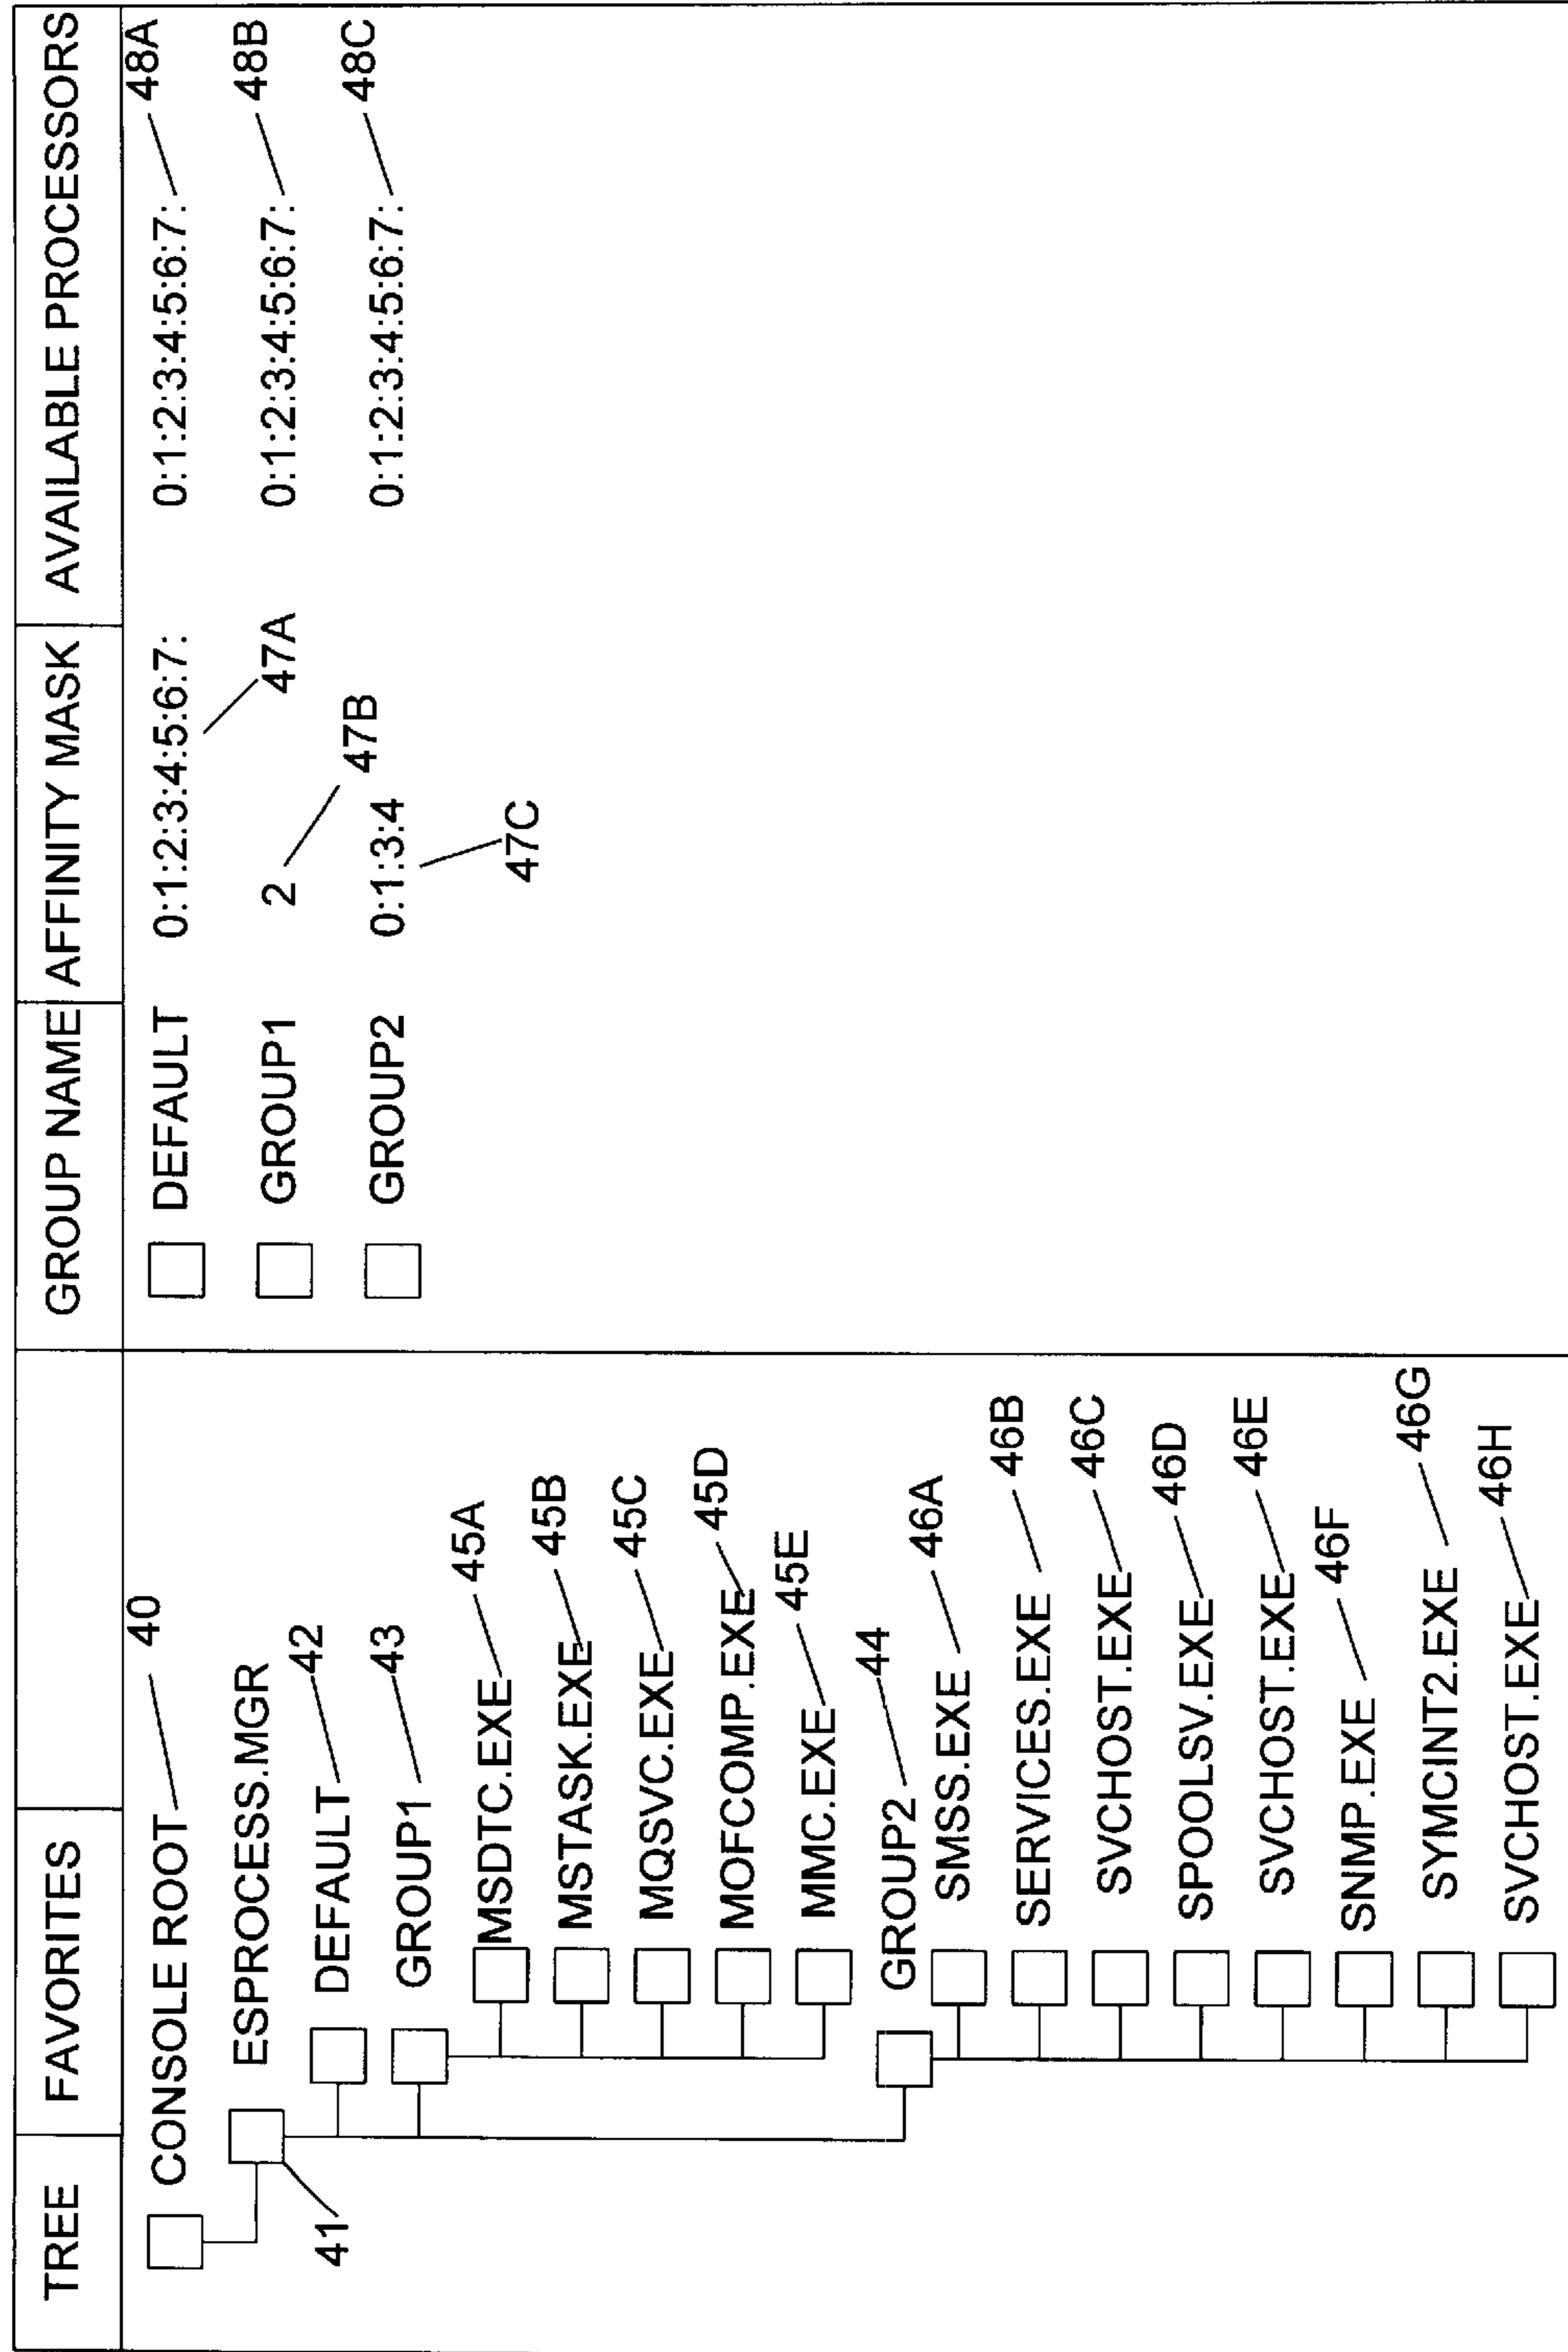 TREE FAVORITES GROUP NAME AFFINITY MASK AVAILABLE PROCESSORS
CONSOLE ROOT 40
ESPROCESS.MGR
41
DEFAULT 42
GROUP1 43
MSDTC.EXE 45A
MSTASK.EXE 45B
MQSVC.EXE 45C
MOFCOMP.EXE 45D
MMC.EXE 45E
GROUP2 44
SMSS.EXE 46A
SERVICES.EXE 46B
SVCHOST.EXE 46C
SPOOLSV.EXE 46D
SVCHOST.EXE 46E
SNMP.EXE 46F
SYMCINT2.EXE 46G
SVCHOST.EXE 46H
DEFAULT 0:1:2:3:4:5:6:7: 0:1:2:3:4:5:6:7: 48A
47A
GROUP1 2 0:1:2:3:4:5:6:7: 48B
47B
GROUP2 0:1:3:4 0:1:2:3:4:5:6:7: 48C
47C